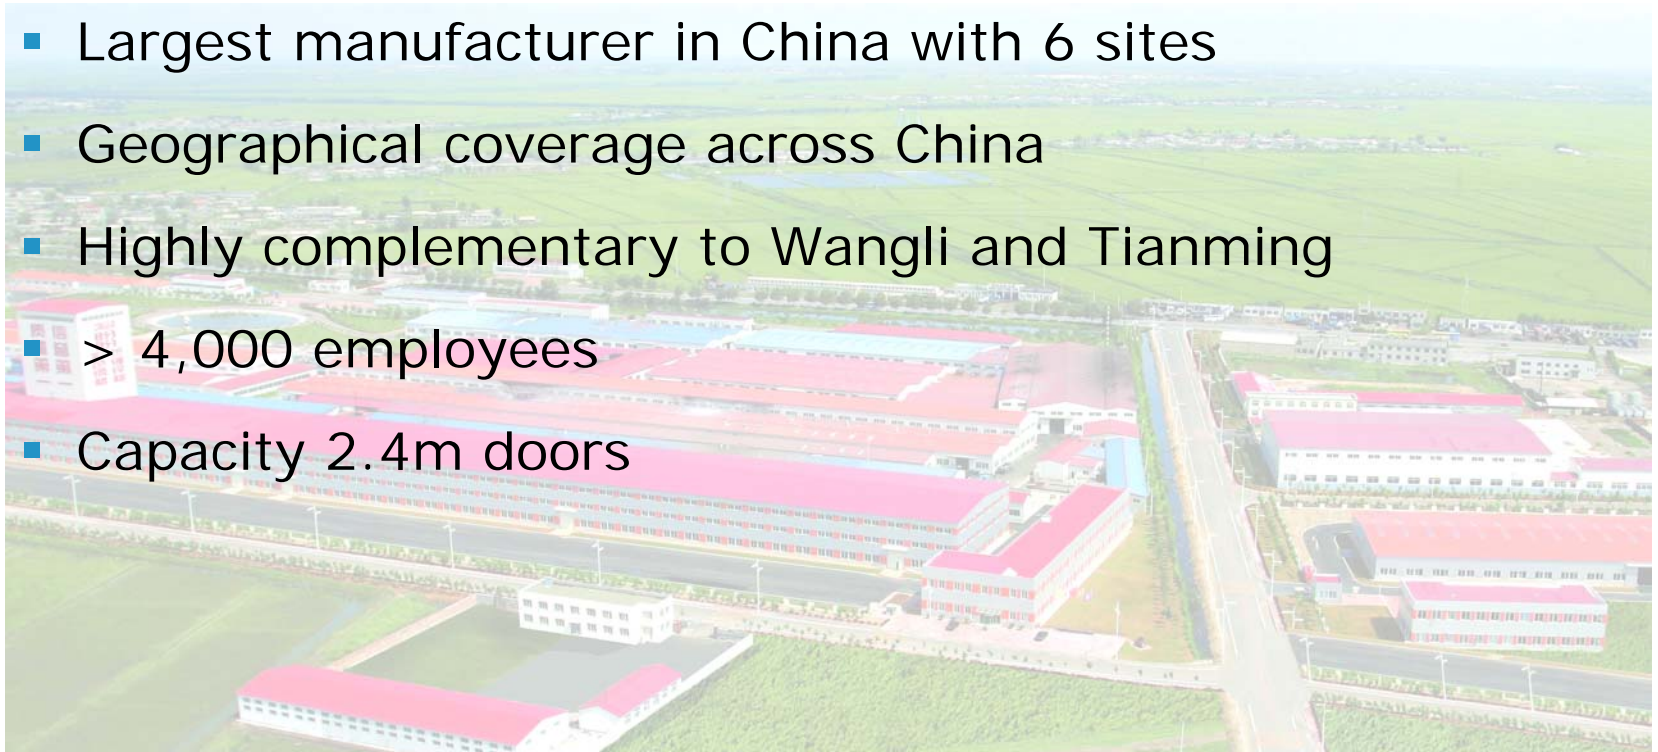 Largest manufacturer in China with 6 sites
Geographical coverage across China
Highly complementary to Wangli and Tianming
> 4,000 employees
Capacity 2.4m doors